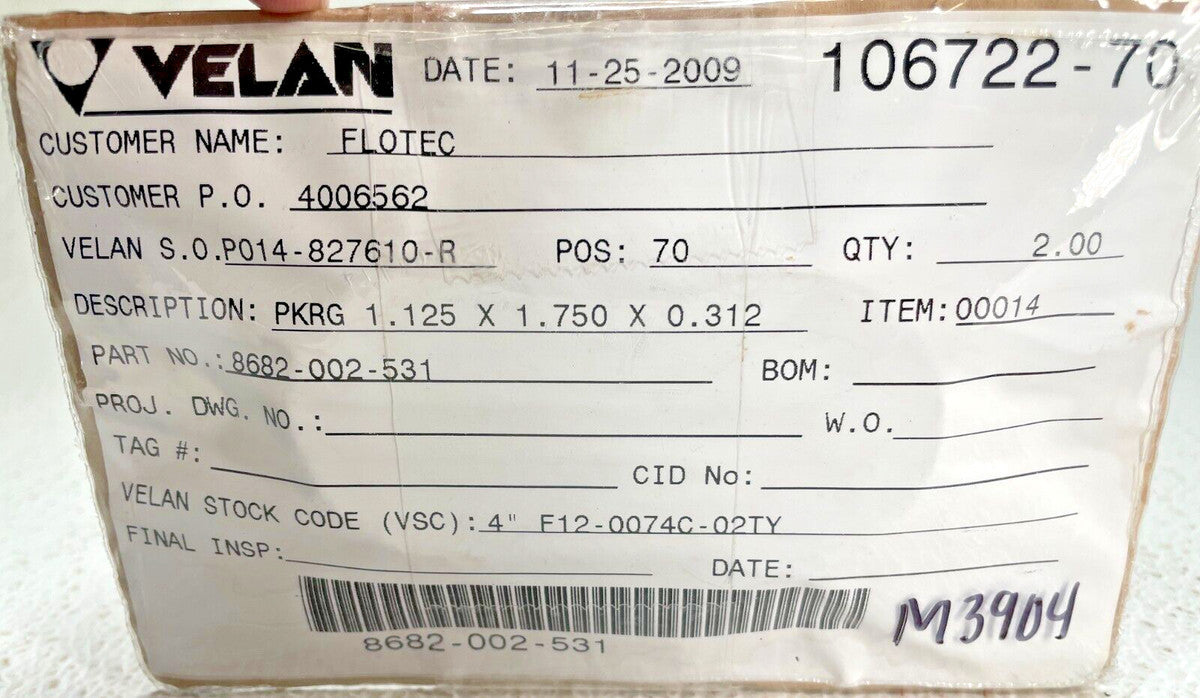 VELAN DATE: 11-25-2009 106722-70
CUSTOMER NAME: FLOTEC
CUSTOMER P.O. 4006562
VELAN S.O.P014-827610-R POS: 70 QTY: 2.00
DESCRIPTION: PKRG 1.125 X 1.750 X 0.312 ITEM:00014
PART NO.:8682-002-531 BOM:
PROJ. DWG. NO.: W.O.
TAG #: CID No:
VELAN STOCK CODE (VSC):4" F12-0074C-02TY
FINAL INSP: DATE:
8682-002-531
M3904